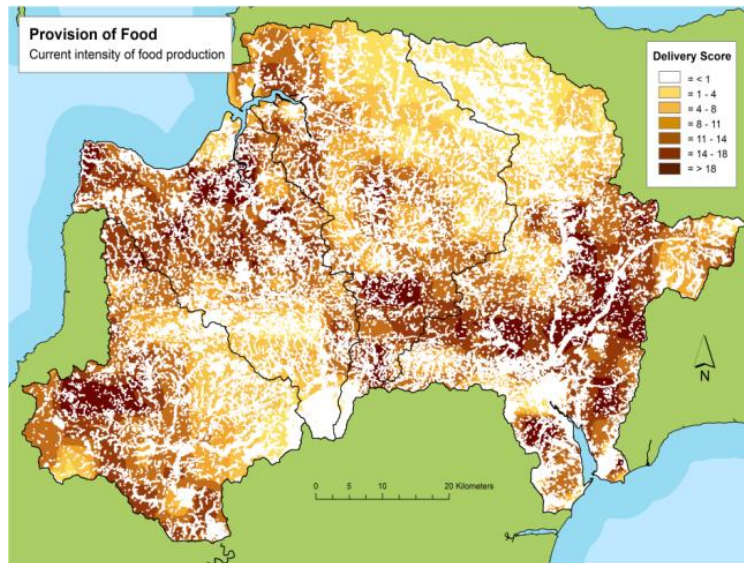 Provision of Food
Current intensity of food production
Delivery Score
= < 1
= 1 - 4
= 4 - 8
= 8 - 11
= 11 - 14
= 14 - 18
= > 18
N
0 5 10 20 Kilometers